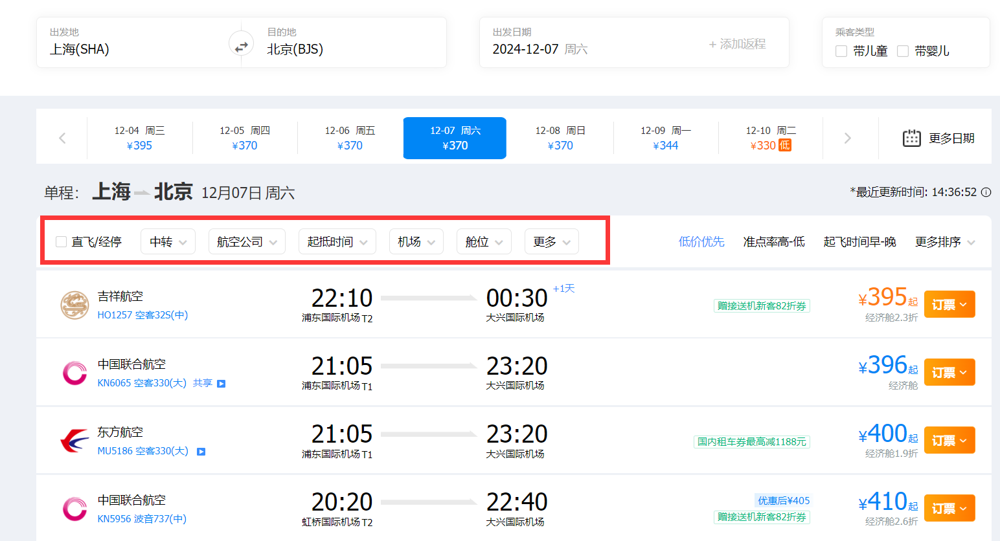 出发地
上海(SHA)
目的地
北京(BJS)
出发日期
2024-12-07 周六
+ 添加返程
乘客类型
带儿童 带婴儿
12-04 周三
¥395
12-05 周四
¥370
12-06 周五
¥370
12-07 周六
¥370
12-08 周日
¥370
12-09 周一
¥344
12-10 周二
¥330 低
更多日期
单程: 上海 北京 12月07日 周六
*最近更新时间: 14:36:52
直飞/经停 中转 航空公司 起抵时间 机场 舱位 更多
低价优先 准点率高-低 起飞时间早-晚 更多排序
吉祥航空
HO1257 空客32S(中)
22:10
浦东国际机场 T2
00:30 +1天
大兴国际机场
赠接送机新客82折券
¥395起
经济舱2.3折
订票
中国联合航空
KN6065 空客330(大) 共享
21:05
浦东国际机场 T1
23:20
大兴国际机场
¥396起
经济舱
订票
东方航空
MU5186 空客330(大)
21:05
浦东国际机场 T1
23:20
大兴国际机场
国内租车券最高减1188元
¥400起
经济舱1.9折
订票
中国联合航空
KN5956 波音737(中)
20:20
虹桥国际机场 T2
22:40
大兴国际机场
优惠后¥405
赠接送机新客82折券
¥410起
经济舱2.6折
订票